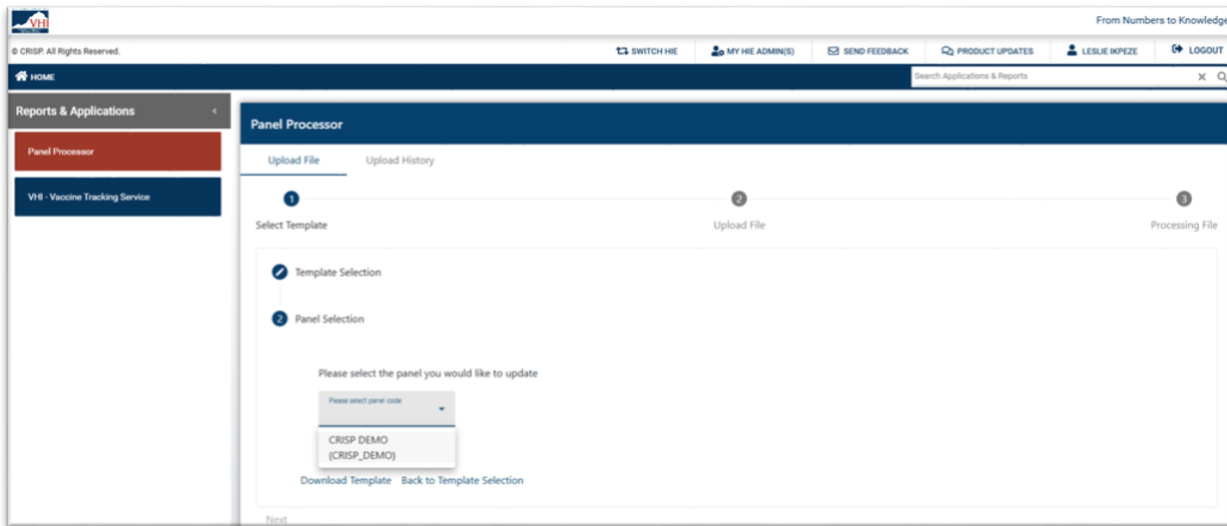 VHI
From Numbers to Knowledge
© CRISP. All Rights Reserved.
SWITCH HIE
MY HIE ADMIN(S)
SEND FEEDBACK
PRODUCT UPDATES
LESLIE IKPEZE
LOGOUT
HOME
Search Applications & Reports
Reports & Applications
Panel Processor
Panel Processor
VHI - Vaccine Tracking Service
Upload File
Upload History
1
2
3
Select Template
Upload File
Processing File
Template Selection
2 Panel Selection
Please select the panel you would like to update
Please select panel code
CRISP DEMO
(CRISP_DEMO)
Download Template Back to Template Selection
Next